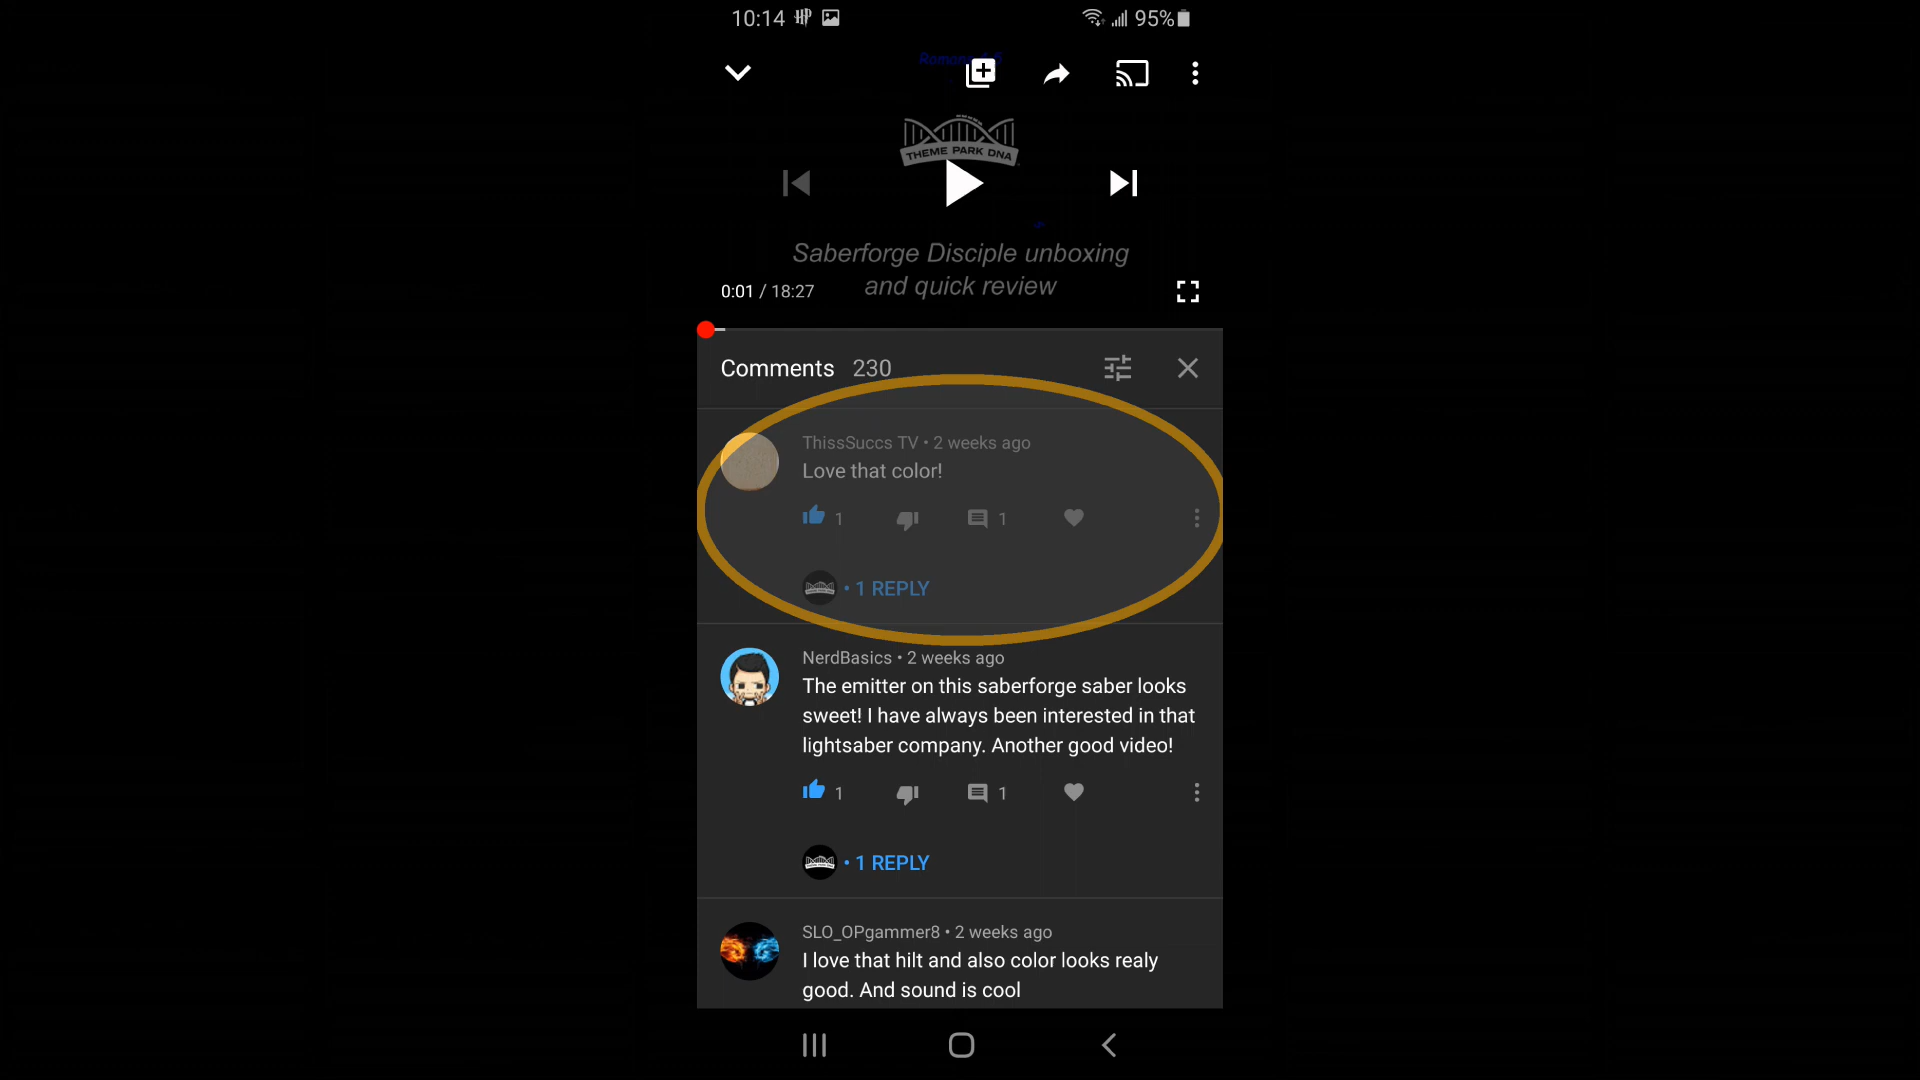 10:14
95%
THEME PARK DNA
Saberforge Disciple unboxing
and quick review
0:01 / 18:27
Comments 230
ThissSuccs TV • 2 weeks ago
Love that color!
1
1
• 1 REPLY
NerdBasics • 2 weeks ago
The emitter on this saberforge saber looks
sweet! I have always been interested in that
lightsaber company. Another good video!
1
1
• 1 REPLY
SLO_OPgammer8 • 2 weeks ago
I love that hilt and also color looks realy
good. And sound is cool